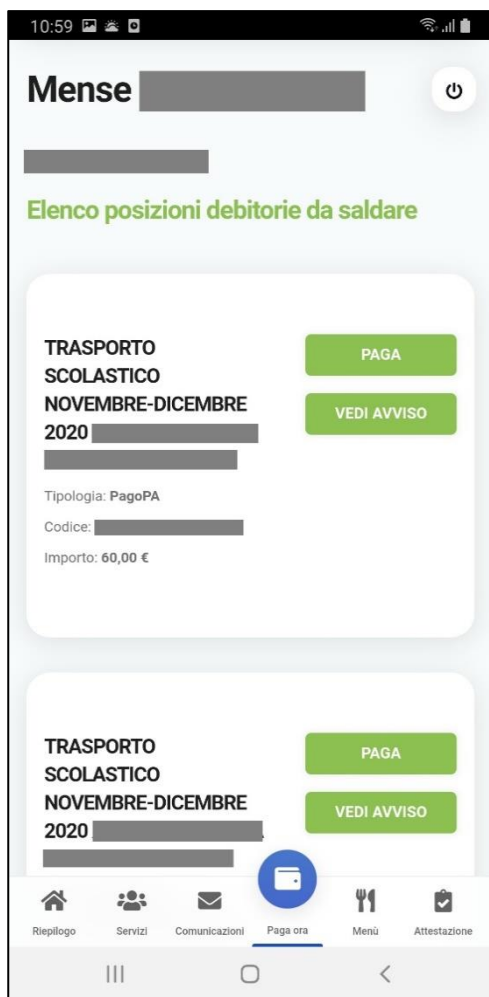 10:59
Mense
Elenco posizioni debitorie da saldare
TRASPORTO
SCOLASTICO
NOVEMBRE-DICEMBRE
2020
PAGA
VEDI AVVISO
Tipologia: PagoPA
Codice:
Importo: 60,00 €
TRASPORTO
SCOLASTICO
NOVEMBRE-DICEMBRE
2020
PAGA
VEDI AVVISO
Riepilogo Servizi Comunicazioni Paga ora Menù Attestazione